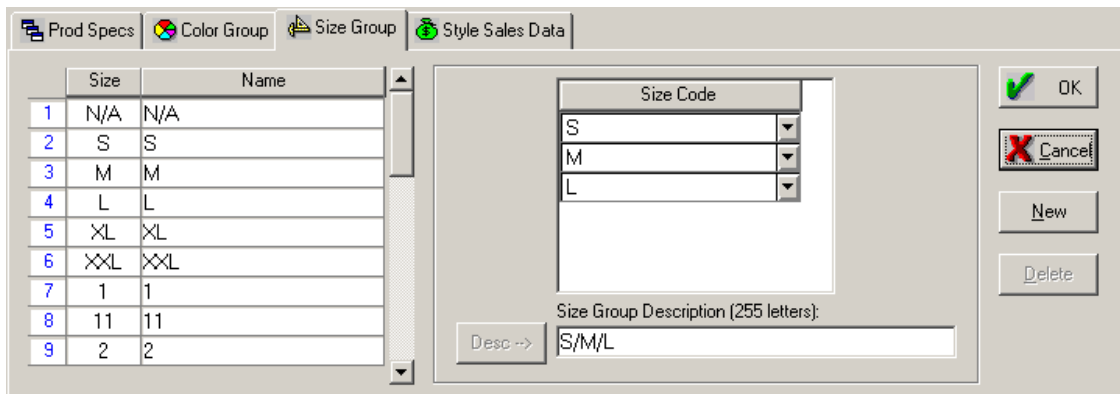 Prod Specs Color Group Size Group Style Sales Data
Size Name
1 N/A N/A
2 S S
3 M M
4 L L
5 XL XL
6 XXL XXL
7 1 1
8 11 11
9 2 2
Size Code
S
M
L
Size Group Description (255 letters):
Desc --> S/M/L
OK
Cancel
New
Delete